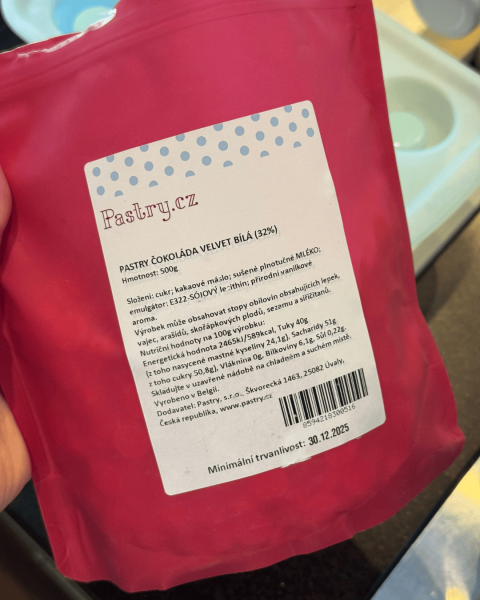 Pastry.cz
PASTRY ČOKOLÁDA VELVET BÍLÁ (32%)
Hmotnost: 500g
Složení: cukr; kakaové máslo; sušené plnotučné MLÉKO;
emulgátor: E322-SÓJOVÝ lecithin; přírodní vanilkové
aroma.
Výrobek může obsahovat stopy obilovin obsahujících lepek,
vajec, arašídů, skořápkových plodů, sezamu a siřičitanů.
Nutriční hodnoty na 100g výrobku:
Energetická hodnota 2465kJ/589kcal, Tuky 40g
(z toho nasycené mastné kyseliny 24,1g), Sacharidy 51g
z toho cukry 50,8g), Vláknina 0g, Bílkoviny 6,1g, Sůl 0,22g.
Skladujte v uzavřené nádobě na chladném a suchém místě.
Vyrobeno v Belgii.
Dodavatel: Pastry, s.r.o., Škvorecká 1463, 25082 Úvaly,
Česká republika, www.pastry.cz
8594218300516
Minimální trvanlivost: 30.12.2025